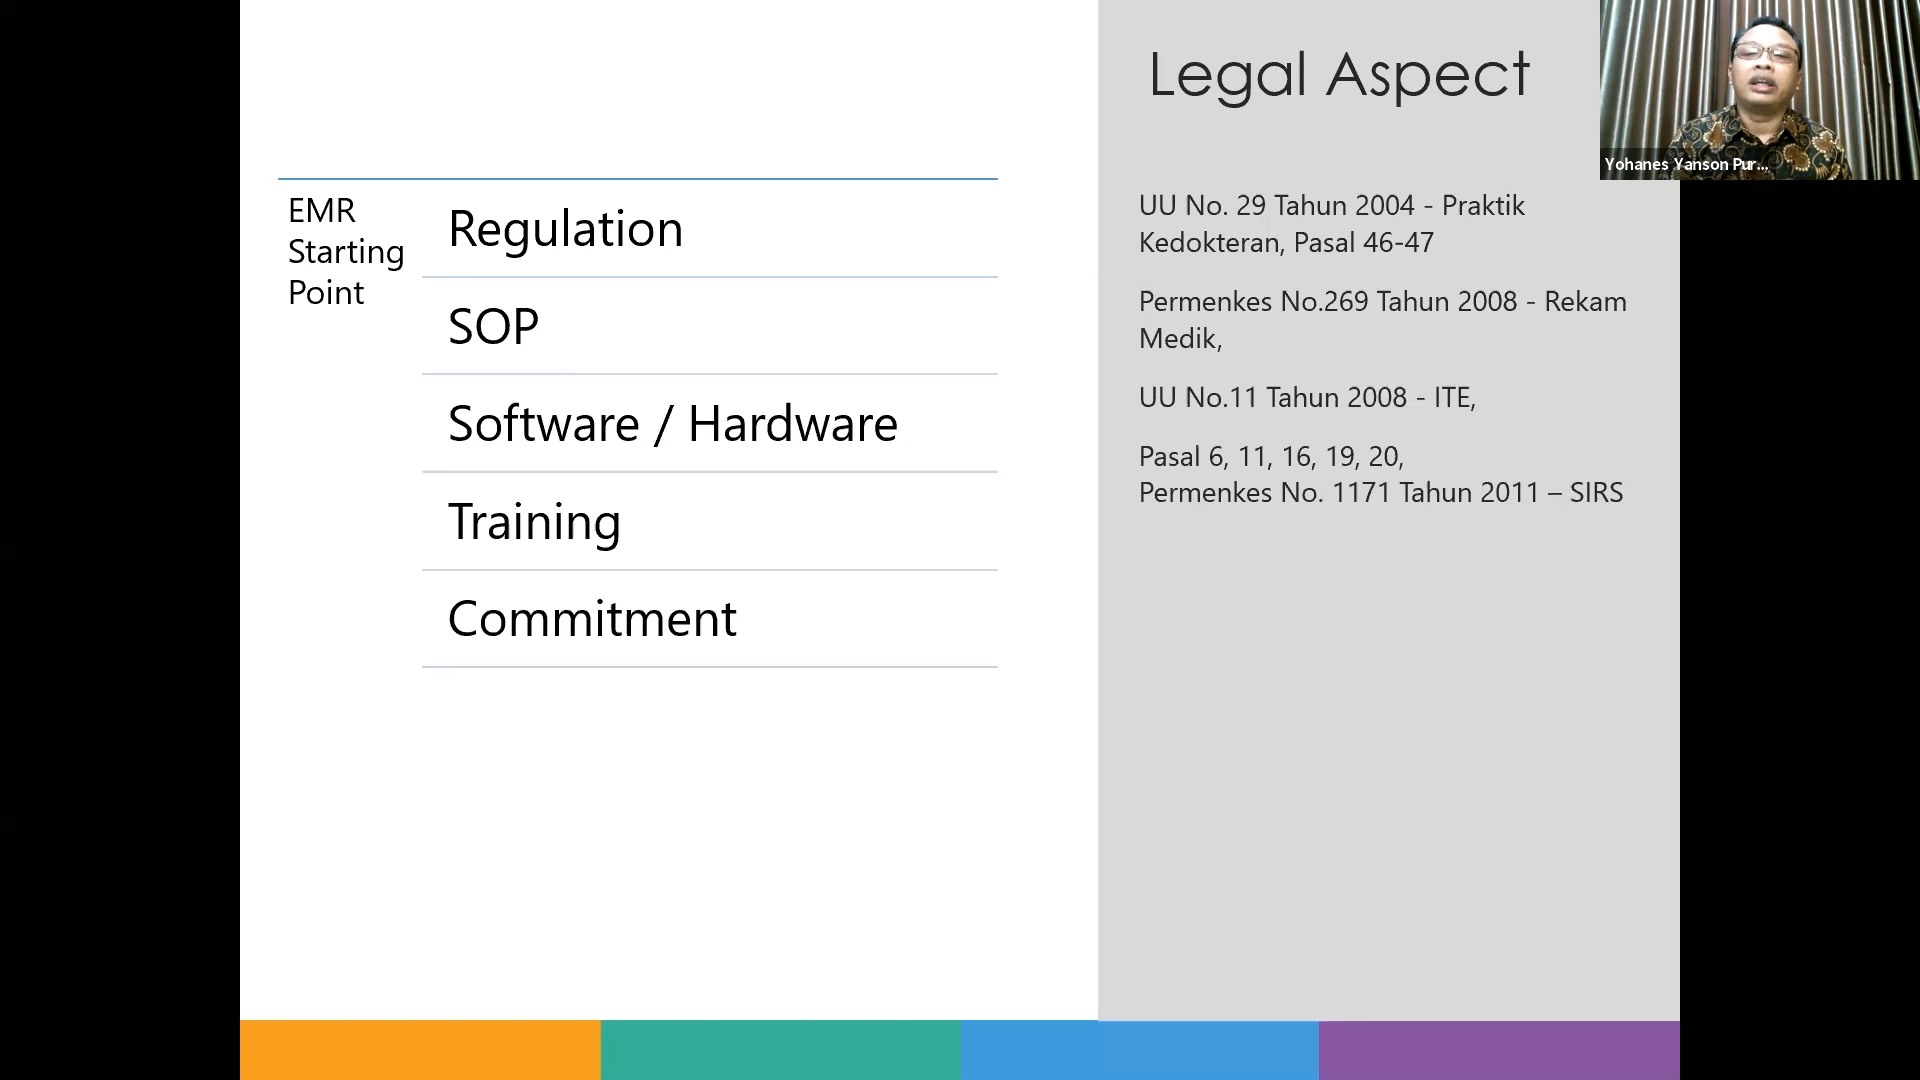 EMR
Starting
Point
Regulation
SOP
Software / Hardware
Training
Commitment
Legal Aspect
UU No. 29 Tahun 2004 - Praktik
Kedokteran, Pasal 46-47
Permenkes No.269 Tahun 2008 - Rekam
Medik,
UU No.11 Tahun 2008 - ITE,
Pasal 6, 11, 16, 19, 20,
Permenkes No. 1171 Tahun 2011 – SIRS
Yohanes Yanson Pur...